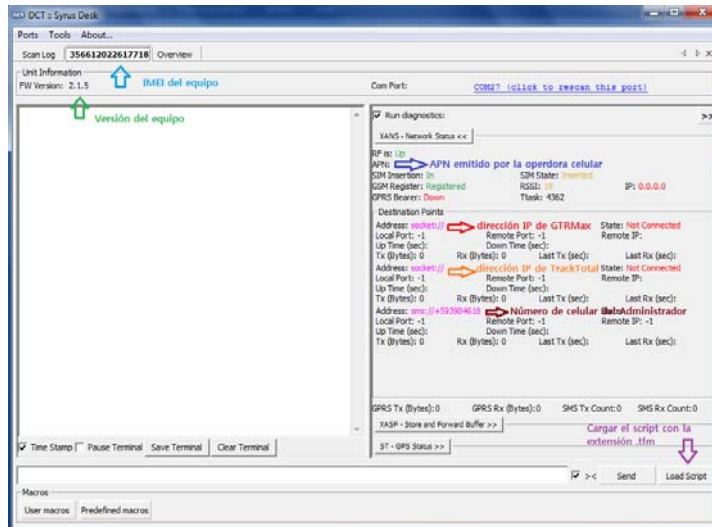 DCT :: Syrus Desk
Ports Tools About...
Scan Log 356612022617718 Overview
Unit Information
FW Version: 2.1.5
IMEI del equipo
Com Port: COM27 (click to rescan this port)
Versión del equipo
Run diagnostics: >>
XANS - Network Status <<
RF is: Up
APN: APN emitido por la operdora celular
SIM Insertion: In SIM State: Inserted
GSM Register: Registered RSSI: IP: 0.0.0.0
GPRS Bearer: Down Ttask: 4362
Destination Points
Address: socket:// dirección IP de GTRMax State: Not Connected
Local Port: -1 Remote Port: -1 Remote IP:
Up Time (sec): Down Time (sec):
Tx (Bytes): 0 Rx (Bytes): 0 Last Tx (sec): Last Rx (sec):
Address: socket:// dirección IP de TrackTotal State: Not Connected
Local Port: -1 Remote Port: -1 Remote IP:
Up Time (sec): Down Time (sec):
Tx (Bytes): 0 Rx (Bytes): 0 Last Tx (sec): Last Rx (sec):
Address: sms://+593984618 Número de celular Administrador
Local Port: -1 Remote Port: -1 Remote IP: -1
Up Time (sec): Down Time (sec):
Tx (Bytes): 0 Rx (Bytes): 0 Last Tx (sec): Last Rx (sec):
GPRS Tx (Bytes):0 GPRS Rx (Bytes):0 SMS Tx Count:0 SMS Rx Count:0
XASF - Store and Forward Buffer >>
Cargar el script con la
extensión .tfm
ST - GPS Status >>
Time Stamp Pause Terminal Save Terminal Clear Terminal
>< Send Load Script
Macros
User macros Predefined macros